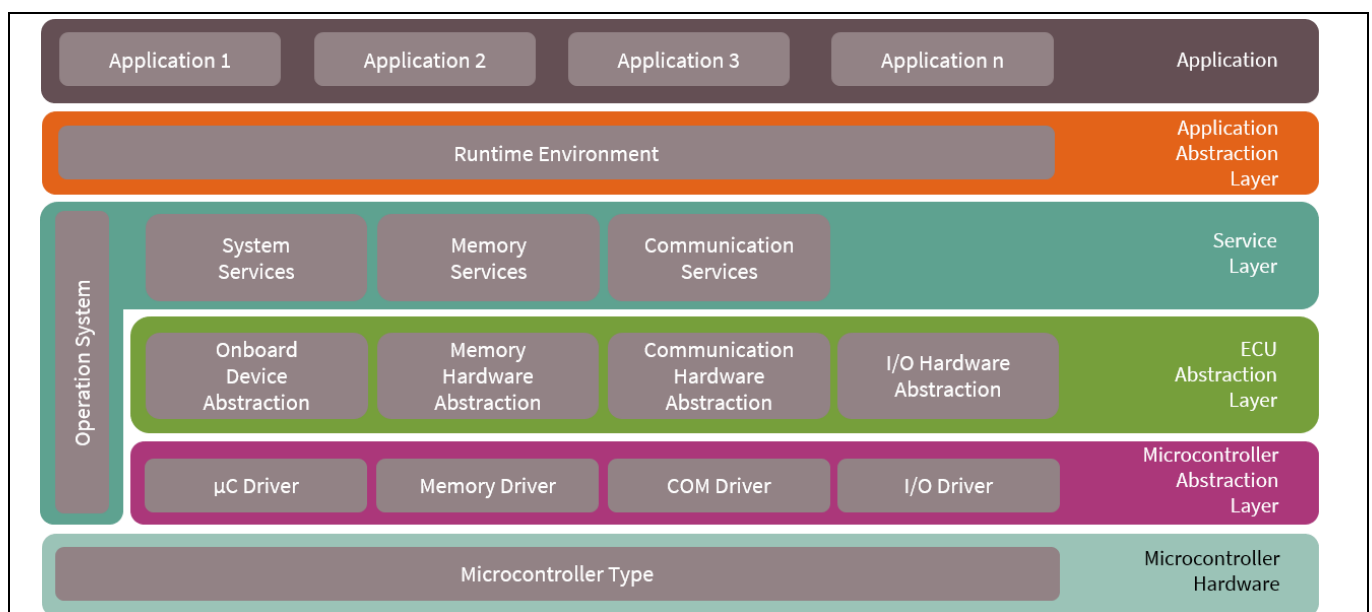 Application 1
Application 2
Application 3
Application n
Application
Runtime Environment
Application
Abstraction
Layer
Operation System
System
Services
Memory
Services
Communication
Services
Service
Layer
Onboard
Device
Abstraction
Memory
Hardware
Abstraction
Communication
Hardware
Abstraction
I/O Hardware
Abstraction
ECU
Abstraction
Layer
µC Driver
Memory Driver
COM Driver
I/O Driver
Microcontroller
Abstraction
Layer
Microcontroller Type
Microcontroller
Hardware